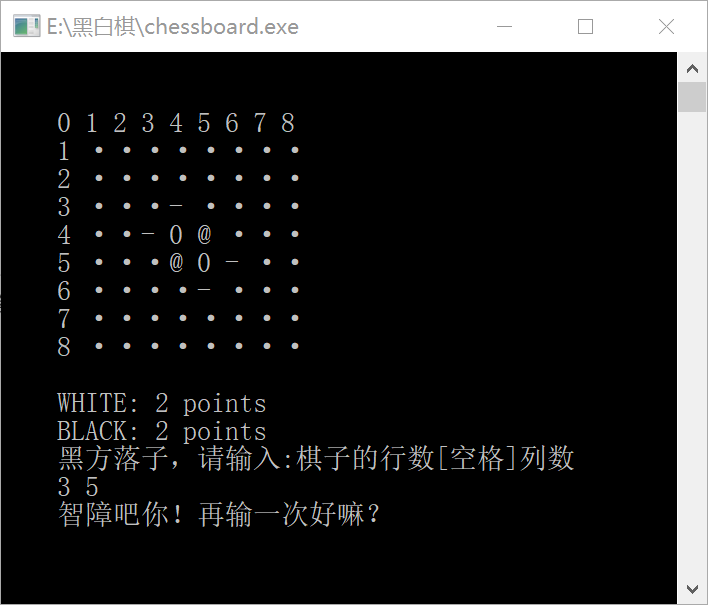 E:\黑白棋\chessboard.exe
0 1 2 3 4 5 6 7 8
1 · · · · · · · ·
2 · · · · · · · ·
3 · · · - · · · ·
4 · · - O @ · · ·
5 · · · @ O - · ·
6 · · · · - · · ·
7 · · · · · · · ·
8 · · · · · · · ·
WHITE: 2 points
BLACK: 2 points
黑方落子，请输入:棋子的行数[空格]列数
3 5
智障吧你！再输一次好嘛？